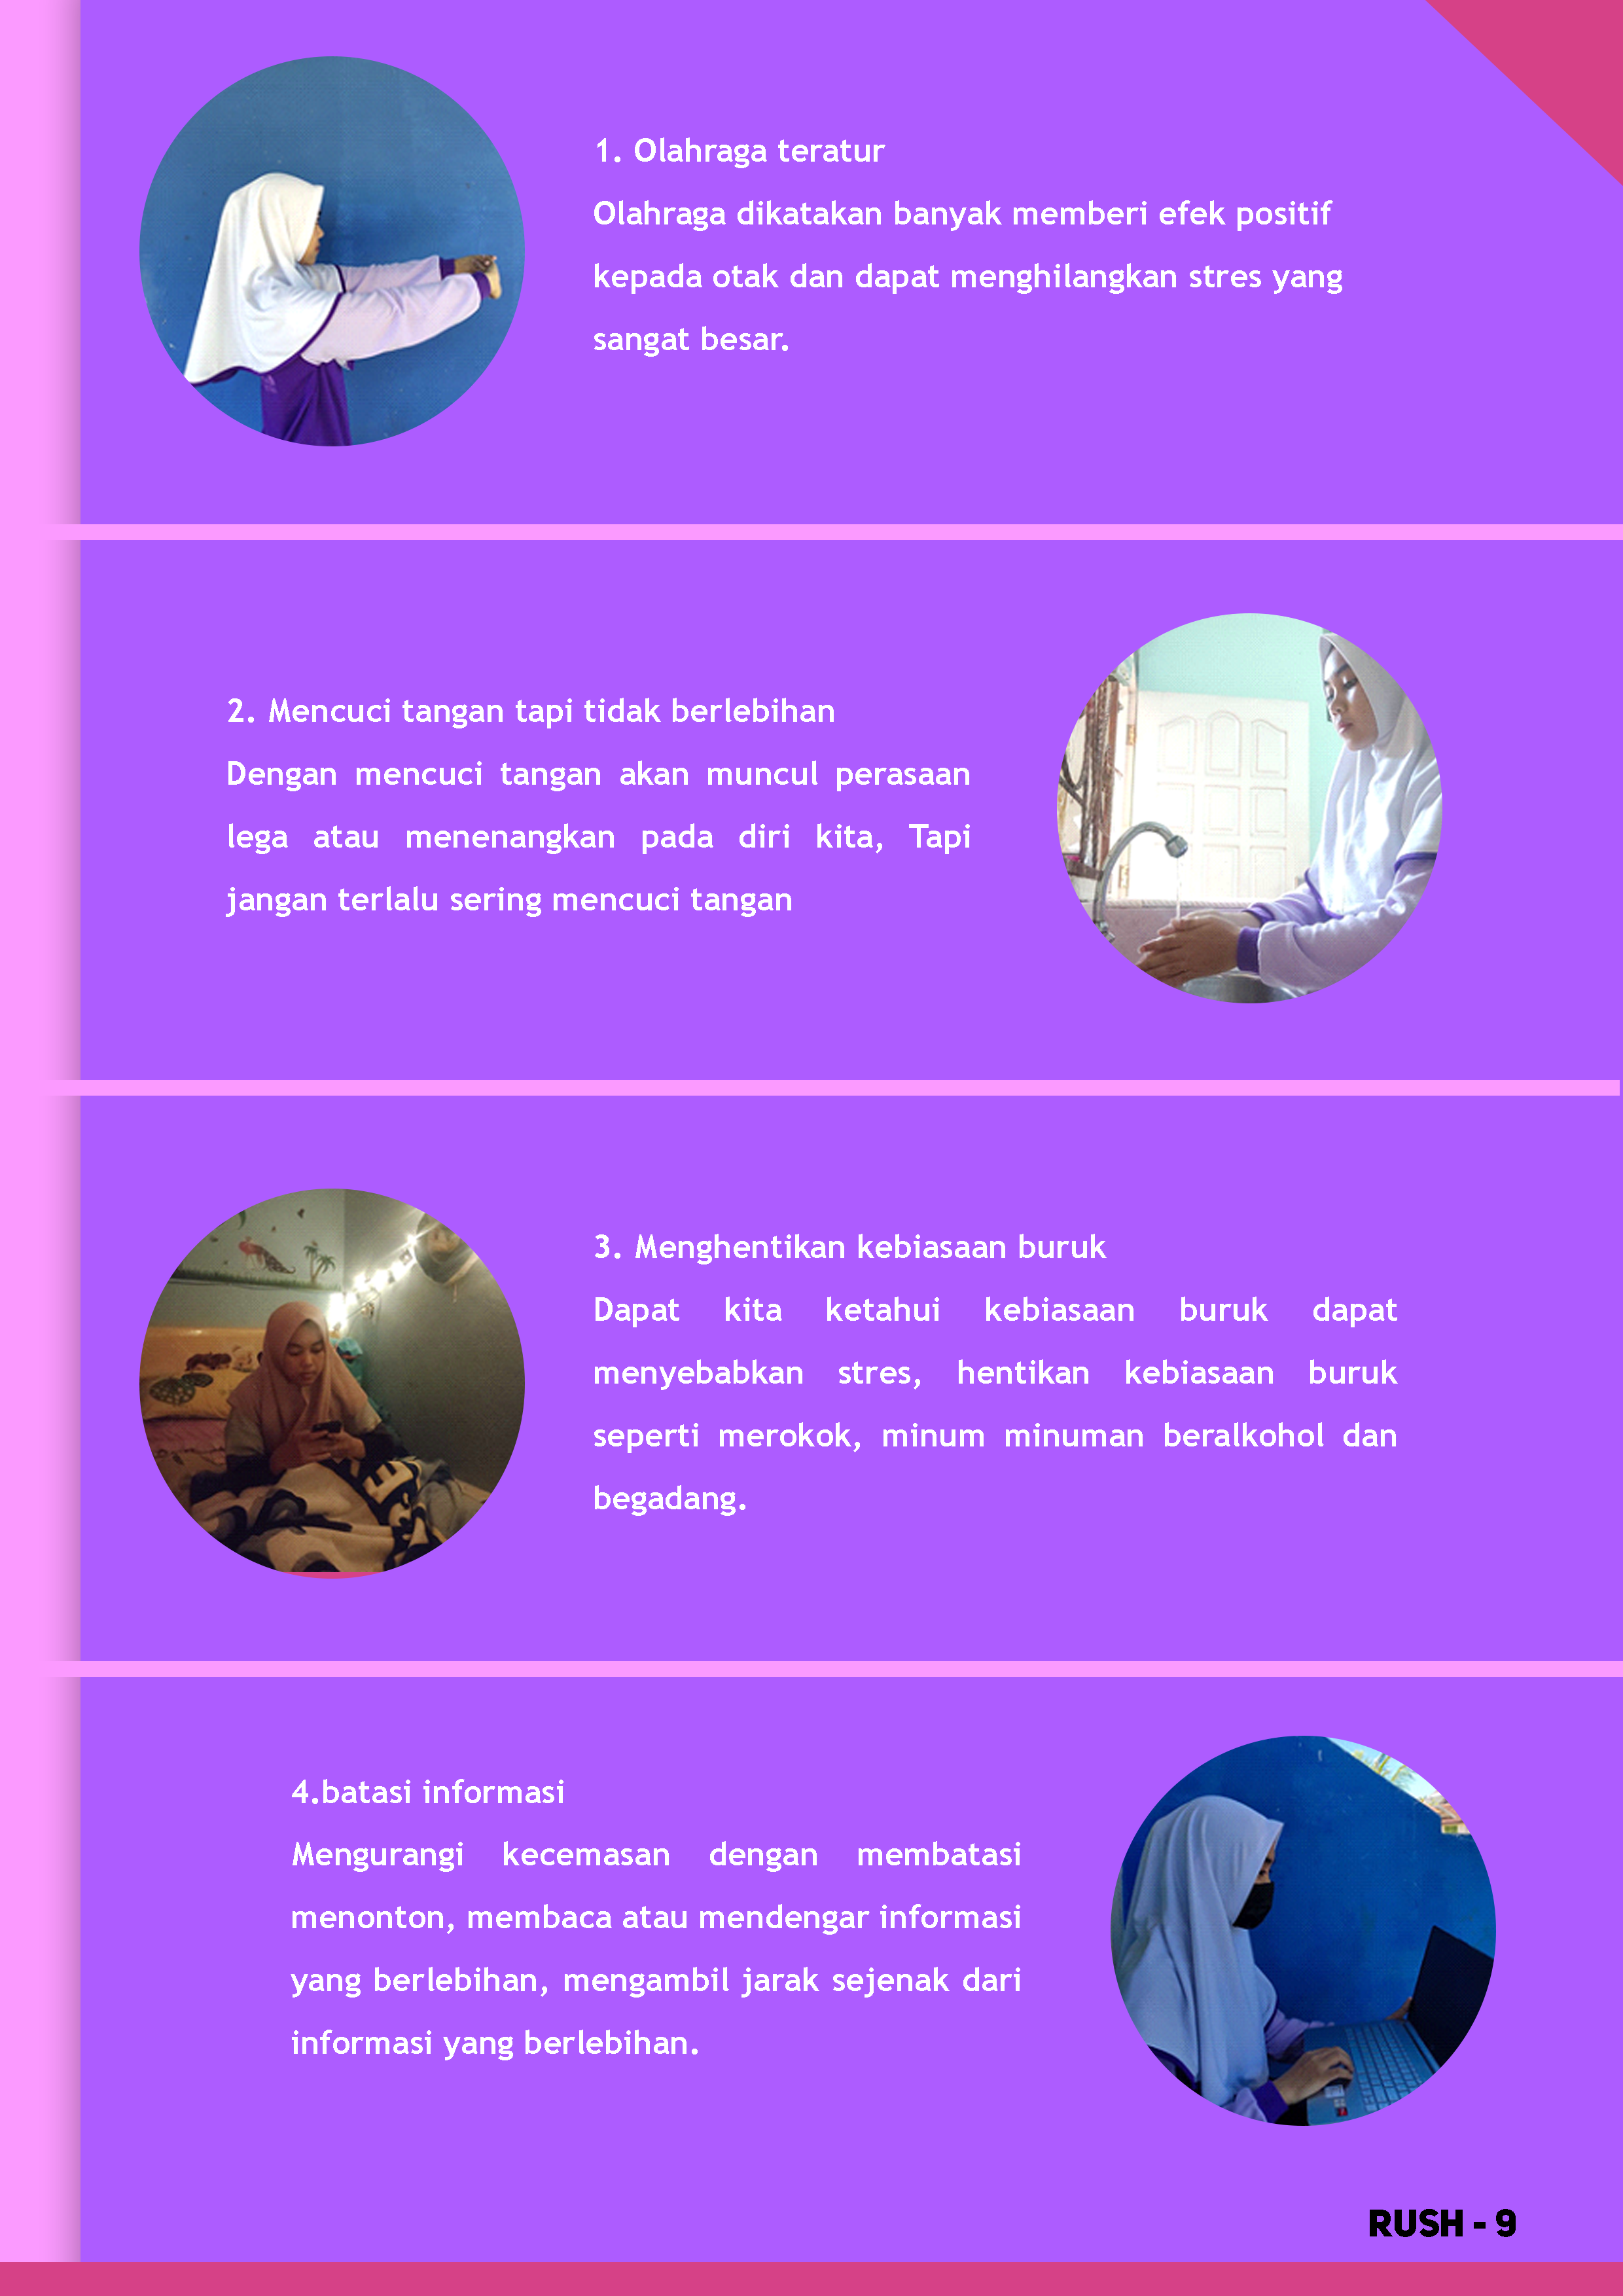 1. Olahraga teratur
Olahraga dikatakan banyak memberi efek positif
kepada otak dan dapat menghilangkan stres yang
sangat besar.
2. Mencuci tangan tapi tidak berlebihan
Dengan mencuci tangan akan muncul perasaan
lega atau menenangkan pada diri kita, Tapi
jangan terlalu sering mencuci tangan
3. Menghentikan kebiasaan buruk
Dapat kita ketahui kebiasaan buruk dapat
menyebabkan stres, hentikan kebiasaan buruk
seperti merokok, minum minuman beralkohol dan
begadang.
4.batasi informasi
Mengurangi kecemasan dengan membatasi
menonton, membaca atau mendengar informasi
yang berlebihan, mengambil jarak sejenak dari
informasi yang berlebihan.
RUSH - 9